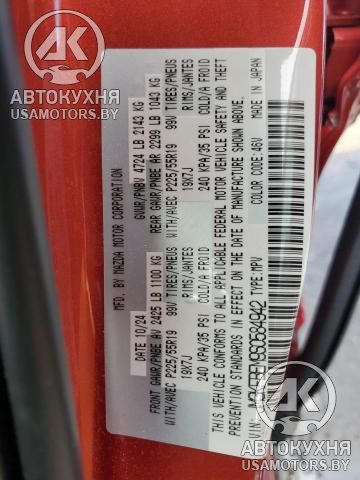 АВТОКУХНЯ
USAMOTORS.BY
MFD. BY MAZDA MOTOR CORPORATION
DATE 10/24 GVWR/PNBV 4724 LB 2143 KG
FRONT GAWR/PNBE AV 2425 LB 1100 KG REAR GAWR/PNBE AR 2299 LB 1043 KG
WITH/AVEC P225/55R19 99V TIRES/PNEUS WITH/AVEC P225/55R19 99V TIRES/PNEUS
19X7J RIMS/JANTES 19X7J RIMS/JANTES
240 KPA/35 PSI COLD/A FROID 240 KPA/35 PSI COLD/A FROID
THIS VEHICLE CONFORMS TO ALL APPLICABLE FEDERAL MOTOR VEHICLE SAFETY AND THEFT
PREVENTION STANDARDS IN EFFECT ON THE DATE OF MANUFACTURE SHOWN ABOVE.
MADE IN JAPAN
V.I.N.: TYPE: MPV COLOR CODE: 46V
АВТОКУХНЯ
USAMOTORS.BY
АВТОКУХНЯ
USAMOTORS.BY